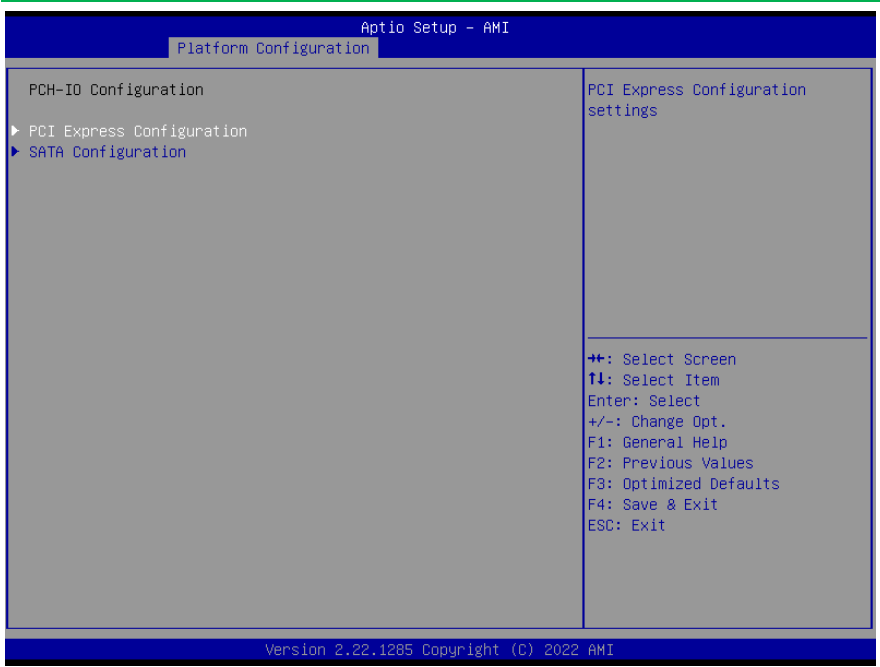 Aptio Setup – AMI
Platform Configuration
PCH-IO Configuration
PCI Express Configuration
SATA Configuration
PCI Express Configuration
settings
→←: Select Screen
↑↓: Select Item
Enter: Select
+/-: Change Opt.
F1: General Help
F2: Previous Values
F3: Optimized Defaults
F4: Save & Exit
ESC: Exit
Version 2.22.1285 Copyright (C) 2022 AMI